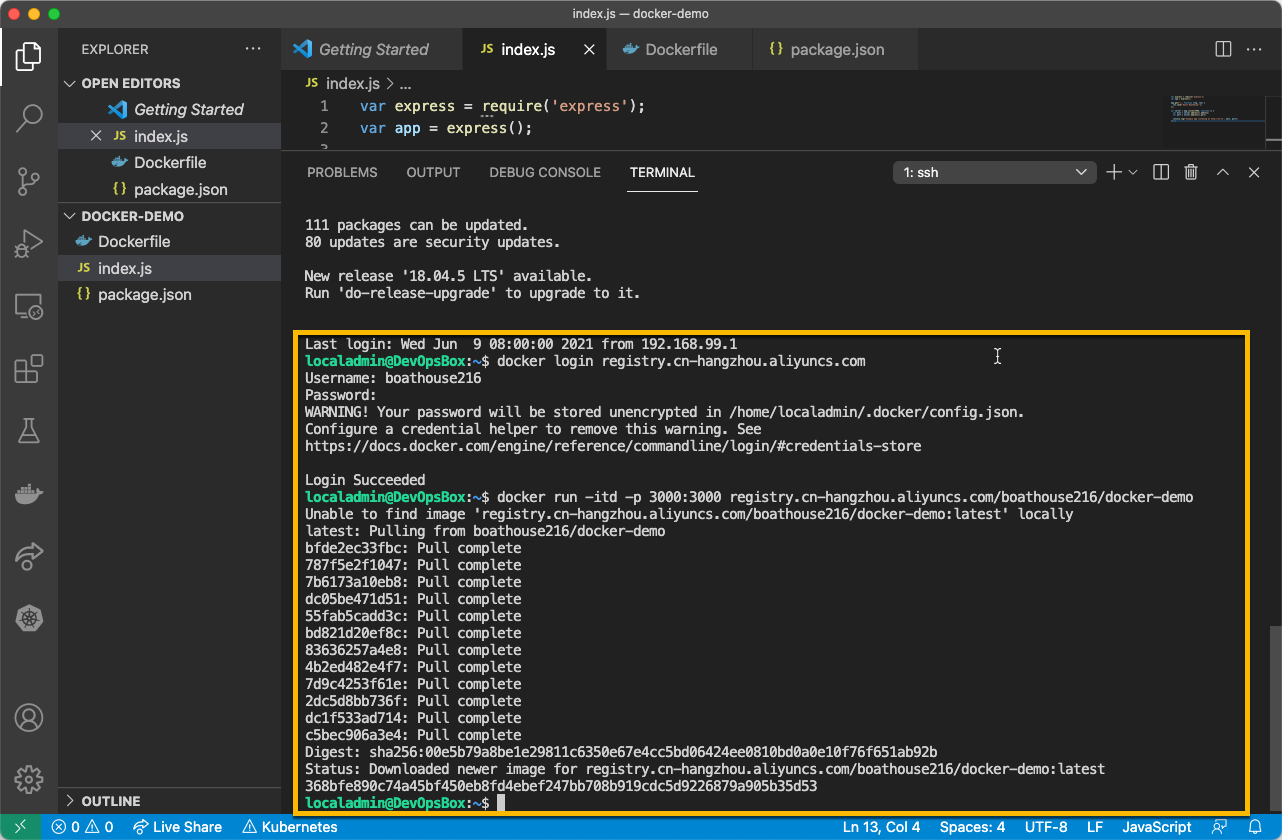 index.js — docker-demo
EXPLORER
OPEN EDITORS
Getting Started
JS index.js
Dockerfile
{} package.json
DOCKER-DEMO
Dockerfile
JS index.js
{} package.json
OUTLINE
Getting Started
JS index.js
Dockerfile
{} package.json
JS index.js > ...
1 var express = require('express');
2 var app = express();
PROBLEMS OUTPUT DEBUG CONSOLE TERMINAL 1: ssh
111 packages can be updated.
80 updates are security updates.
New release '18.04.5 LTS' available.
Run 'do-release-upgrade' to upgrade to it.
Last login: Wed Jun  9 08:00:00 2021 from 192.168.99.1
localadmin@DevOpsBox:~$ docker login registry.cn-hangzhou.aliyuncs.com
Username: boathouse216
Password:
WARNING! Your password will be stored unencrypted in /home/localadmin/.docker/config.json.
Configure a credential helper to remove this warning. See
https://docs.docker.com/engine/reference/commandline/login/#credentials-store
Login Succeeded
localadmin@DevOpsBox:~$ docker run -itd -p 3000:3000 registry.cn-hangzhou.aliyuncs.com/boathouse216/docker-demo
Unable to find image 'registry.cn-hangzhou.aliyuncs.com/boathouse216/docker-demo:latest' locally
latest: Pulling from boathouse216/docker-demo
bfde2ec33fbc: Pull complete
787f5e2f1047: Pull complete
7b6173a10eb8: Pull complete
dc05be471d51: Pull complete
55fab5cadd3c: Pull complete
bd821d20ef8c: Pull complete
83636257a4e8: Pull complete
4b2ed482e4f7: Pull complete
7d9c4253f61e: Pull complete
2dc5d8bb736f: Pull complete
dc1f533ad714: Pull complete
c5bec906a3e4: Pull complete
Digest: sha256:00e5b79a8be1e29811c6350e67e4cc5bd06424ee0810bd0a0e10f76f651ab92b
Status: Downloaded newer image for registry.cn-hangzhou.aliyuncs.com/boathouse216/docker-demo:latest
368bfe890c74a45bf450eb8fd4ebef247bb708b919cdc5d9226879a905b35d53
localadmin@DevOpsBox:~$
0 0 Live Share Kubernetes Ln 13, Col 4 Spaces: 4 UTF-8 LF JavaScript